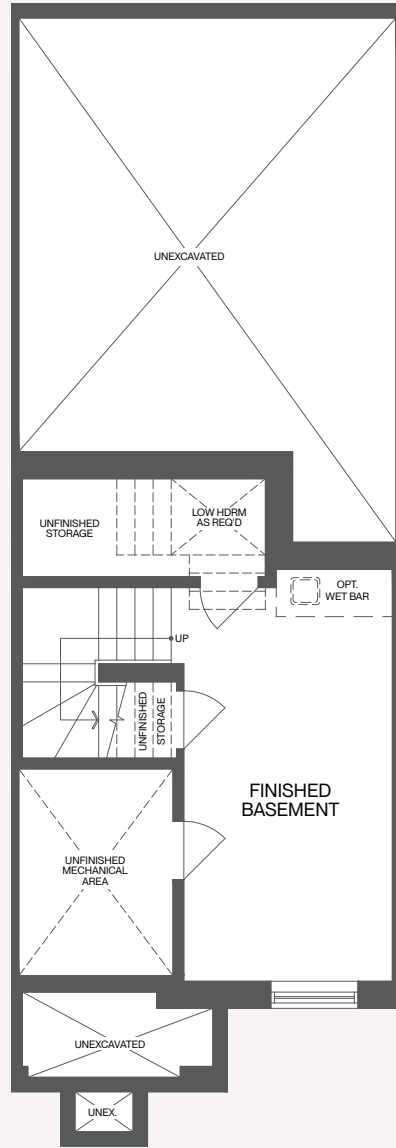 UNEXCAVATED
UNFINISHED
STORAGE
LOW HDRM
AS REQ'D
OPT.
WET BAR
UP
UNFINISHED
STORAGE
FINISHED
BASEMENT
UNFINISHED
MECHANICAL
AREA
UNEXCAVATED
UNEX.